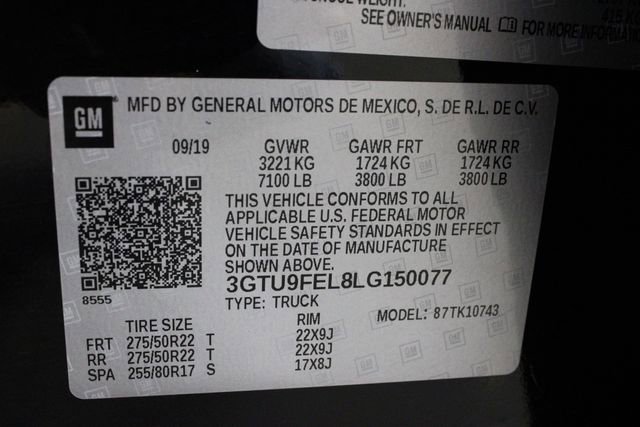 SEE OWNER'S MANUAL FOR MORE
GM MFD BY GENERAL MOTORS DE MEXICO, S. DE R.L. DE C.V.
09/19 GVWR GAWR FRT GAWR RR
3221 KG 1724 KG 1724 KG
7100 LB 3800 LB 3800 LB
THIS VEHICLE CONFORMS TO ALL
APPLICABLE U.S. FEDERAL MOTOR
VEHICLE SAFETY STANDARDS IN EFFECT
ON THE DATE OF MANUFACTURE
SHOWN ABOVE.
8555
3GTU9FEL8LG150077
TYPE: TRUCK
MODEL: 87TK10743
TIRE SIZE RIM
FRT 275/50R22 T 22X9J
RR 275/50R22 T 22X9J
SPA 255/80R17 S 17X8J